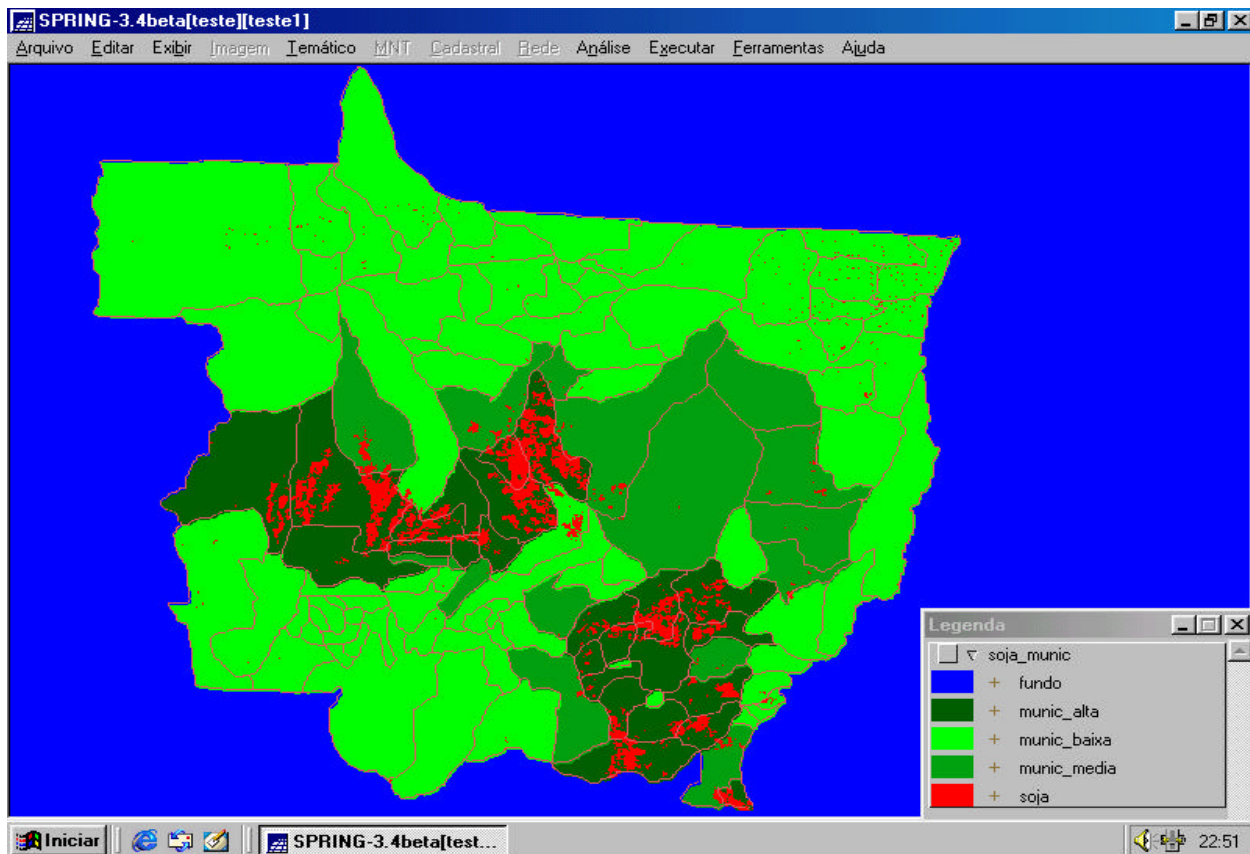 SPRING-3.4beta[teste][teste1]
Arquivo Editar Exibir Imagem Temático MNT Cadastral Rede Análise Executar Ferramentas Ajuda
Legenda
soja_munic
fundo
munic_alta
munic_baixa
munic_media
soja
Iniciar
SPRING-3.4beta[test...
22:51